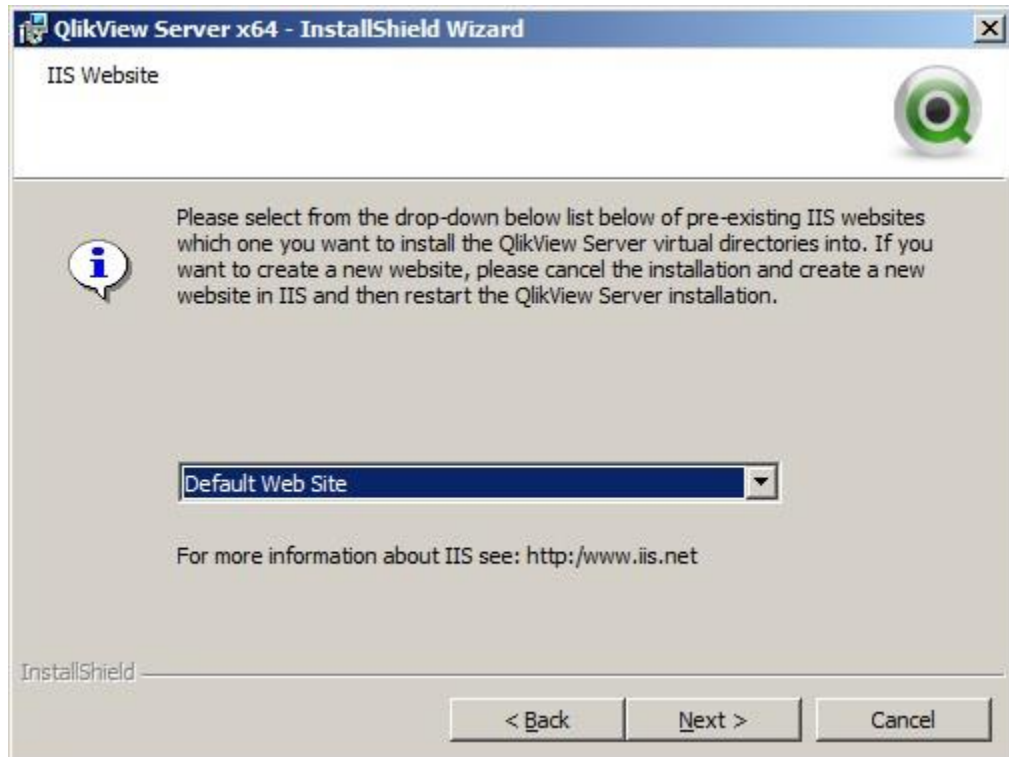 QlikView Server x64 - InstallShield Wizard
IIS Website
Please select from the drop-down below list below of pre-existing IIS websites
which one you want to install the QlikView Server virtual directories into. If you
want to create a new website, please cancel the installation and create a new
website in IIS and then restart the QlikView Server installation.
Default Web Site
For more information about IIS see: http:/www.iis.net
InstallShield
< Back
Next >
Cancel